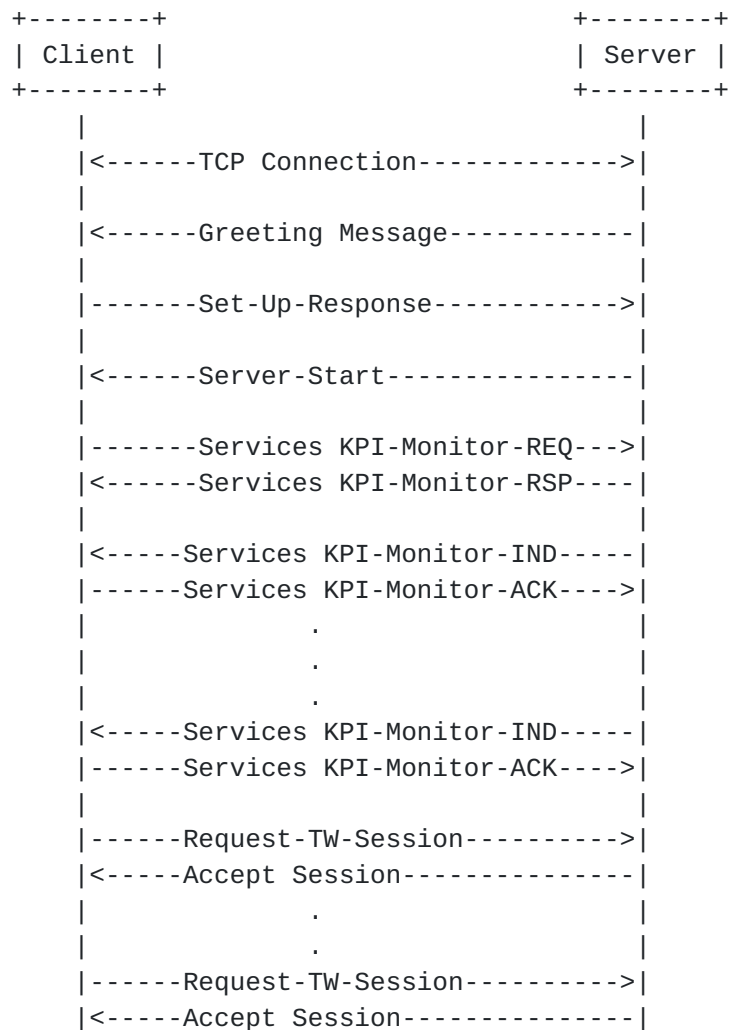 +--------+                          +--------+
| Client |                          | Server |
+--------+                          +--------+
    |                                   |
    |<------TCP Connection------------->|
    |                                   |
    |<------Greeting Message------------|
    |                                   |
    |-------Set-Up-Response------------>|
    |                                   |
    |<------Server-Start----------------|
    |                                   |
    |-------Services KPI-Monitor-REQ--->|
    |<------Services KPI-Monitor-RSP----|
    |                                   |
    |<-----Services KPI-Monitor-IND-----|
    |------Services KPI-Monitor-ACK---->|
    |              .                    |
    |              .                    |
    |              .                    |
    |<-----Services KPI-Monitor-IND-----|
    |------Services KPI-Monitor-ACK---->|
    |                                   |
    |------Request-TW-Session---------->|
    |<-----Accept Session---------------|
    |              .                    |
    |              .                    |
    |------Request-TW-Session---------->|
    |<-----Accept Session---------------|